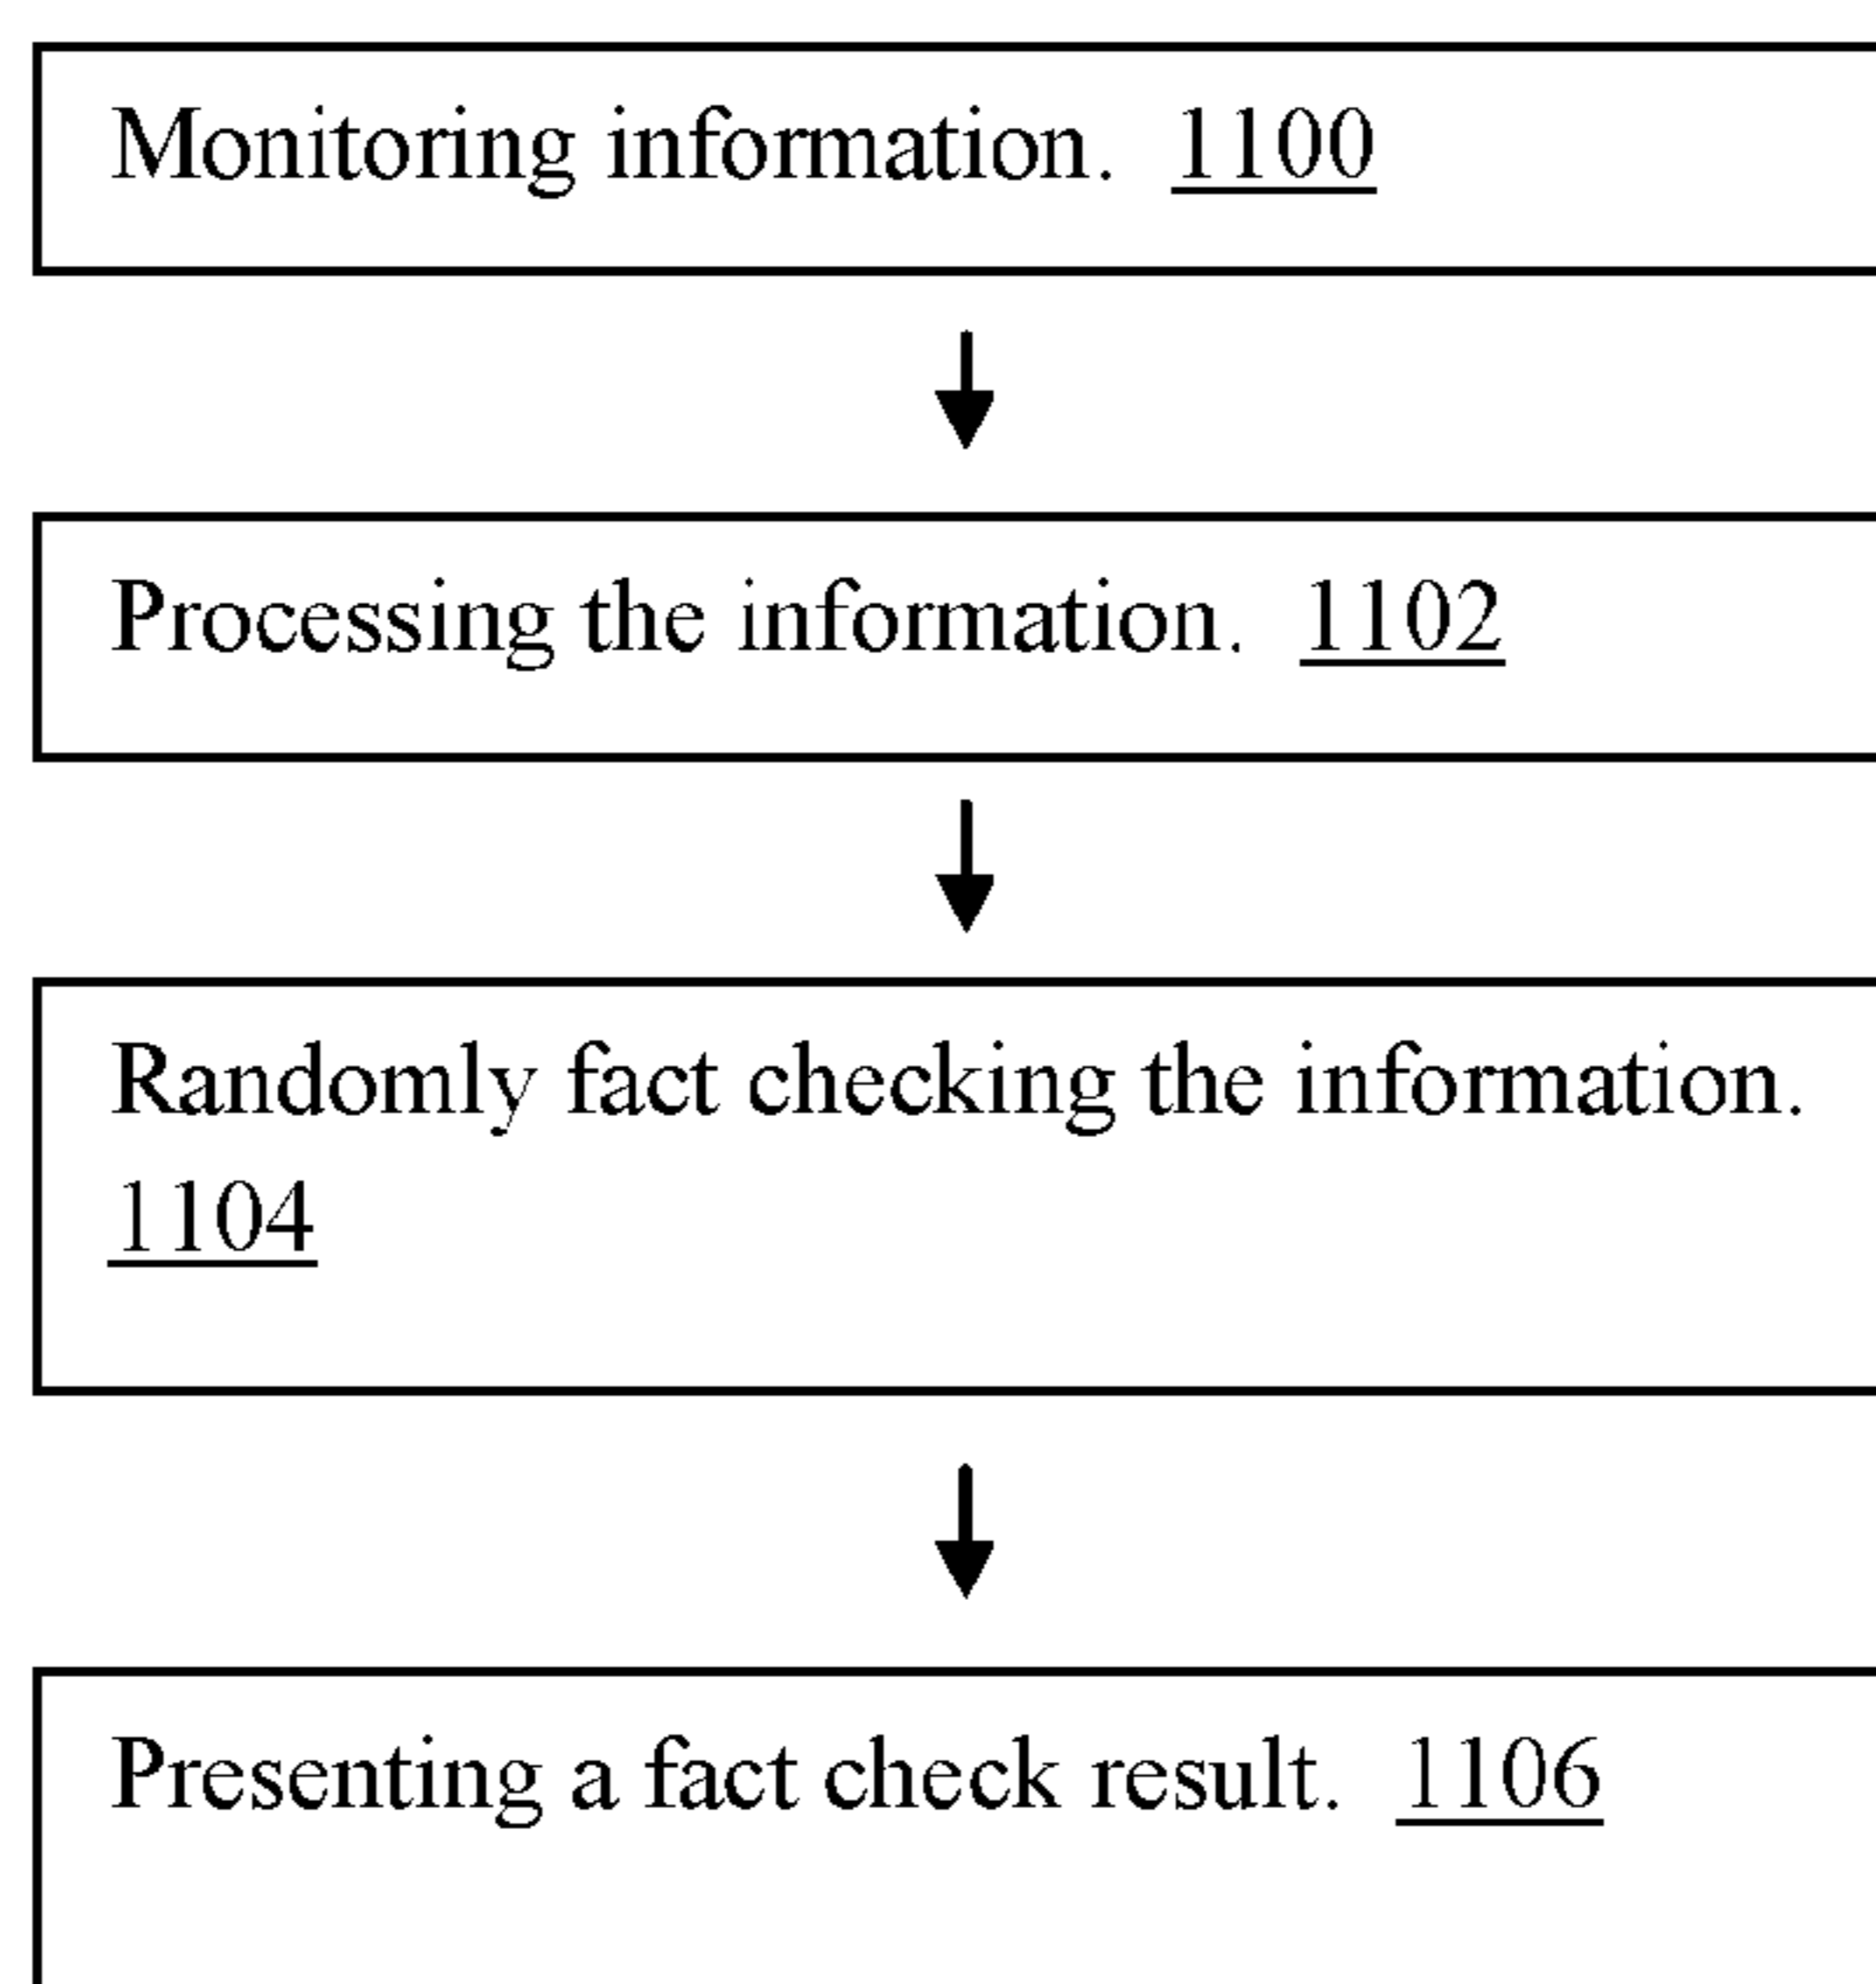 Monitoring information. 1100
Processing the information. 1102
Randomly fact checking the information.
1104
Presenting a fact check result. 1106